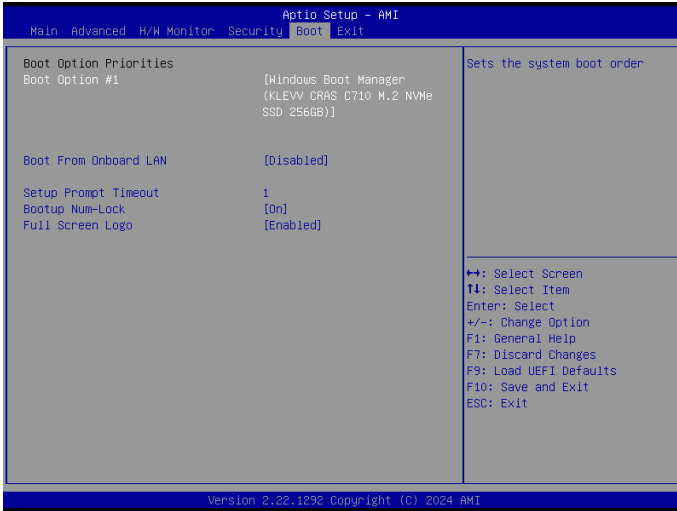 Aptio Setup – AMI
Main Advanced H/W Monitor Security Boot Exit
Boot Option Priorities
Boot Option #1 [Windows Boot Manager
(KLEVV CRAS C710 M.2 NVMe
SSD 256GB)]
Boot From Onboard LAN [Disabled]
Setup Prompt Timeout 1
Bootup Num-Lock [On]
Full Screen Logo [Enabled]
Sets the system boot order
↔: Select Screen
↑↓: Select Item
Enter: Select
+/-: Change Option
F1: General Help
F7: Discard Changes
F9: Load UEFI Defaults
F10: Save and Exit
ESC: Exit
Version 2.22.1292 Copyright (C) 2024 AMI